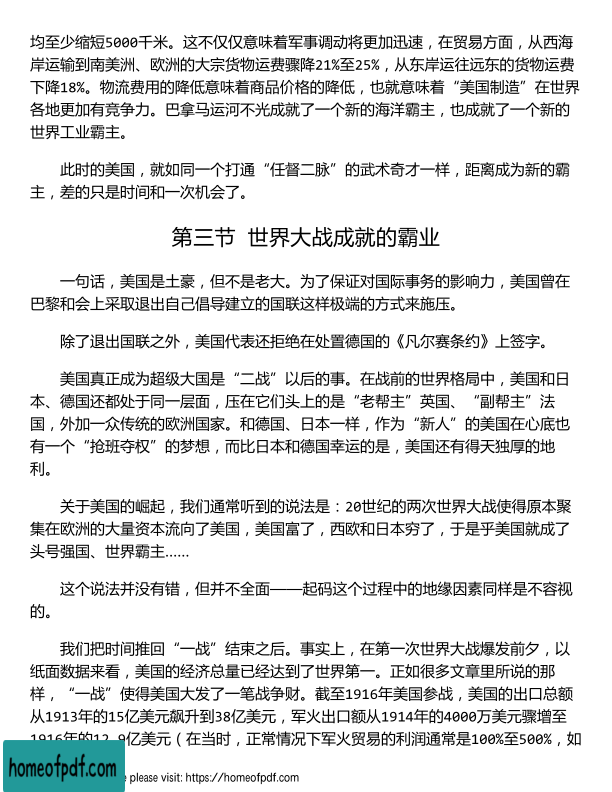 均至少缩短5000千米。这不仅仅意味着军事调动将更加迅速，在贸易方面，从西海
岸运输到南美洲、欧洲的大宗货物运费骤降21%至25%，从东岸运往远东的货物运费
下降18%。物流费用的降低意味着商品价格的降低，也就意味着“美国制造”在世界
各地更加有竞争力。巴拿马运河不光成就了一个新的海洋霸主，也成就了一个新的
世界工业霸主。
此时的美国，就如同一个打通“任督二脉”的武术奇才一样，距离成为新的霸
主，差的只是时间和一次机会了。
第三节 世界大战成就的霸业
一句话，美国是土豪，但不是老大。为了保证对国际事务的影响力，美国曾在
巴黎和会上采取退出自己倡导建立的国联这样极端的方式来施压。
除了退出国联之外，美国代表还拒绝在处置德国的《凡尔赛条约》上签字。
美国真正成为超级大国是“二战”以后的事。在战前的世界格局中，美国和日
本、德国还都处于同一层面，压在它们头上的是“老帮主”英国、“副帮主”法
国，外加一众传统的欧洲国家。和德国、日本一样，作为“新人”的美国在心底也
有一个“抢班夺权”的梦想，而比日本和德国幸运的是，美国还有得天独厚的地
利。
关于美国的崛起，我们通常听到的说法是：20世纪的两次世界大战使得原本聚
集在欧洲的大量资本流向了美国，美国富了，西欧和日本穷了，于是乎美国就成了
头号强国、世界霸主……
这个说法并没有错，但并不全面——起码这个过程中的地缘因素同样是不容视
的。
我们把时间推回“一战”结束之后。事实上，在第一次世界大战爆发前夕，以
纸面数据来看，美国的经济总量已经达到了世界第一。正如很多文章里所说的那
样，“一战”使得美国大发了一笔战争财。截至1916年美国参战，美国的出口总额
从1913年的15亿美元飙升到38亿美元，军火出口额从1914年的4000万美元骤增至
1916年的12.9亿美元（在当时，正常情况下军火贸易的利润通常是100%至500%，如
homeofpdf.com
please visit: https://homeofpdf.com